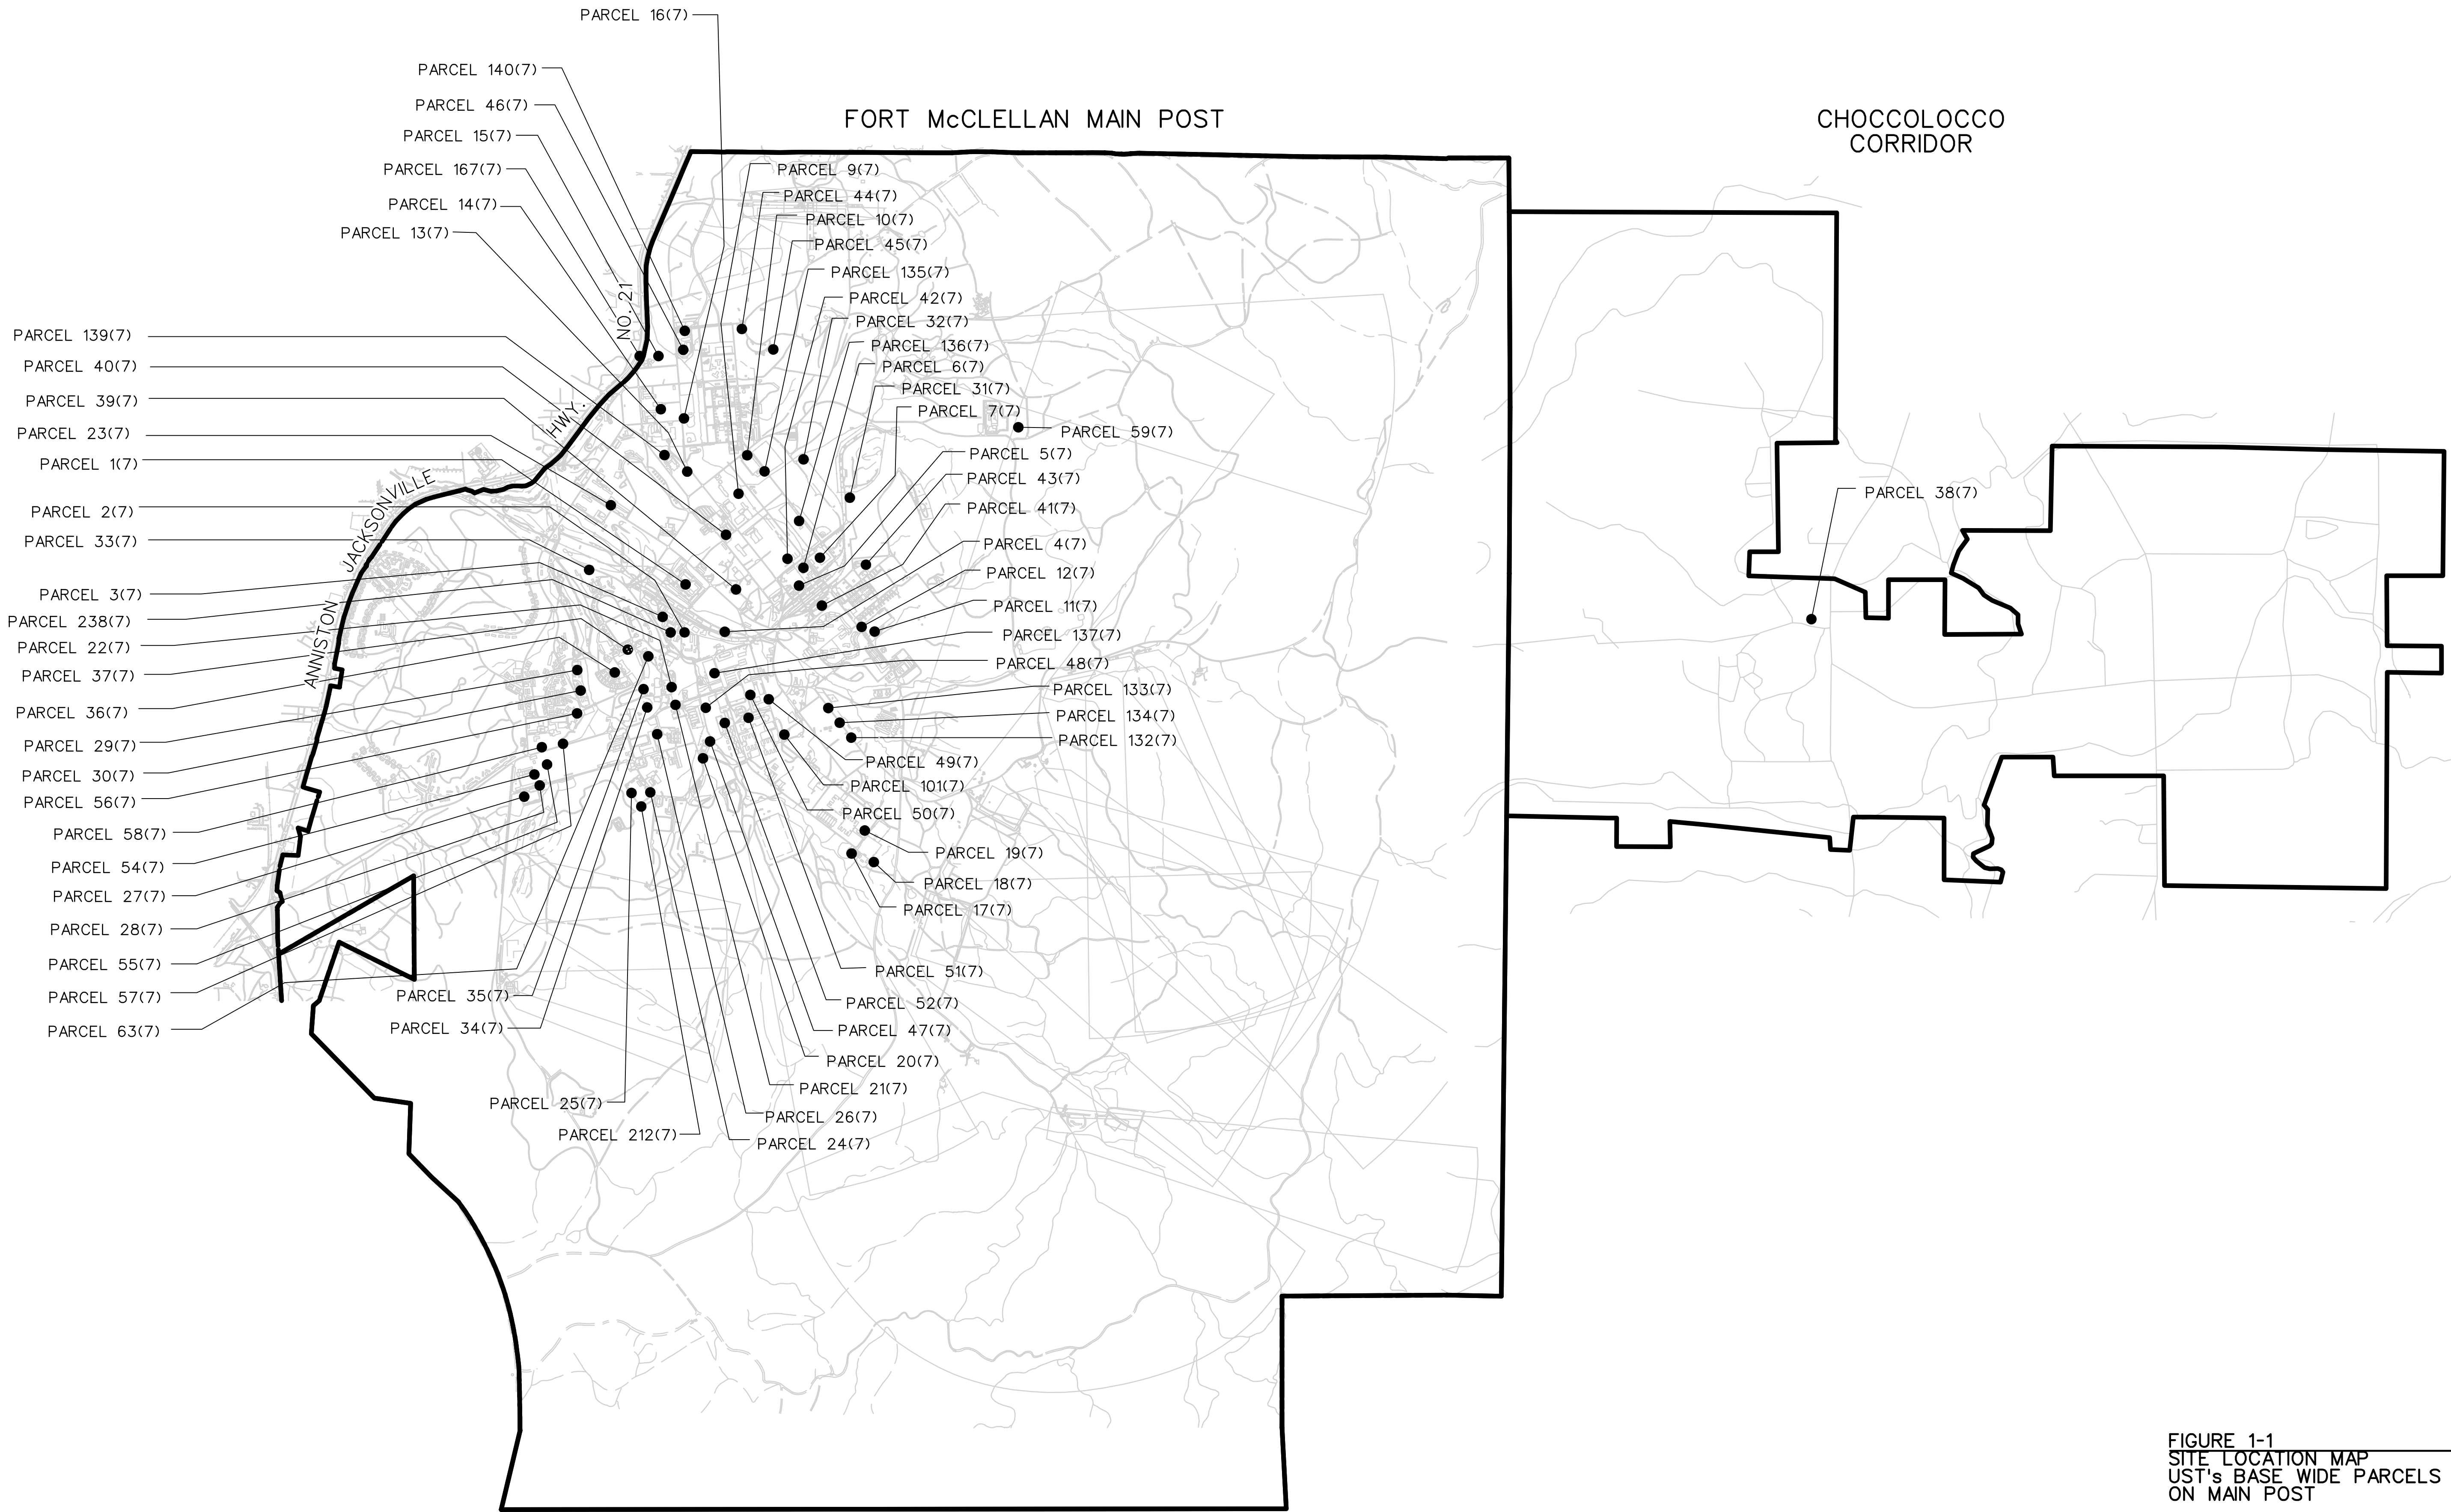 PARCEL 16(7)
PARCEL 140(7)
PARCEL 46(7)
PARCEL 15(7)
PARCEL 167(7)
PARCEL 14(7)
PARCEL 13(7)
FORT McCLELLAN MAIN POST
CHOCCOLOCCO
CORRIDOR
PARCEL 9(7)
PARCEL 44(7)
PARCEL 10(7)
PARCEL 45(7)
PARCEL 135(7)
PARCEL 42(7)
PARCEL 32(7)
PARCEL 136(7)
PARCEL 6(7)
PARCEL 31(7)
PARCEL 7(7)
PARCEL 59(7)
PARCEL 5(7)
PARCEL 43(7)
PARCEL 41(7)
PARCEL 4(7)
PARCEL 12(7)
PARCEL 11(7)
PARCEL 137(7)
PARCEL 48(7)
PARCEL 133(7)
PARCEL 134(7)
PARCEL 132(7)
PARCEL 49(7)
PARCEL 101(7)
PARCEL 50(7)
PARCEL 19(7)
PARCEL 18(7)
PARCEL 17(7)
PARCEL 51(7)
PARCEL 52(7)
PARCEL 47(7)
PARCEL 20(7)
PARCEL 21(7)
PARCEL 26(7)
PARCEL 24(7)
PARCEL 38(7)
PARCEL 139(7)
PARCEL 40(7)
PARCEL 39(7)
PARCEL 23(7)
PARCEL 1(7)
PARCEL 2(7)
PARCEL 33(7)
PARCEL 3(7)
PARCEL 238(7)
PARCEL 22(7)
PARCEL 37(7)
PARCEL 36(7)
PARCEL 29(7)
PARCEL 30(7)
PARCEL 56(7)
PARCEL 58(7)
PARCEL 54(7)
PARCEL 27(7)
PARCEL 28(7)
PARCEL 55(7)
PARCEL 57(7)
PARCEL 63(7)
PARCEL 35(7)
PARCEL 34(7)
PARCEL 25(7)
PARCEL 212(7)
ANNISTON JACKSONVILLE HWY. NO. 21
FIGURE 1-1
SITE LOCATION MAP
UST's BASE WIDE PARCELS
ON MAIN POST